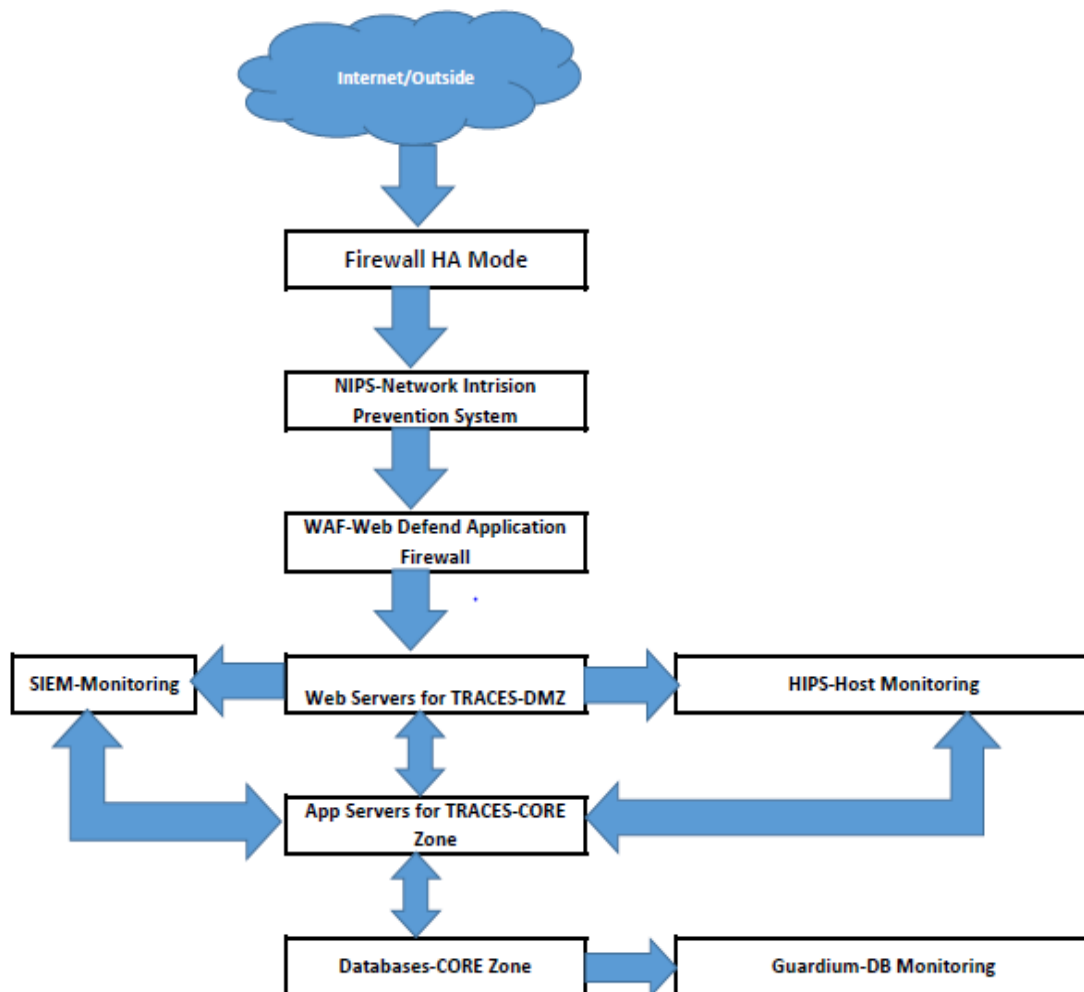 Internet/Outside
Firewall HA Mode
NIPS-Network Intrision
Prevention System
WAF-Web Defend Application
Firewall
SIEM-Monitoring
Web Servers for TRACES-DMZ
HIPS-Host Monitoring
App Servers for TRACES-CORE
Zone
Databases-CORE Zone
Guardium-DB Monitoring